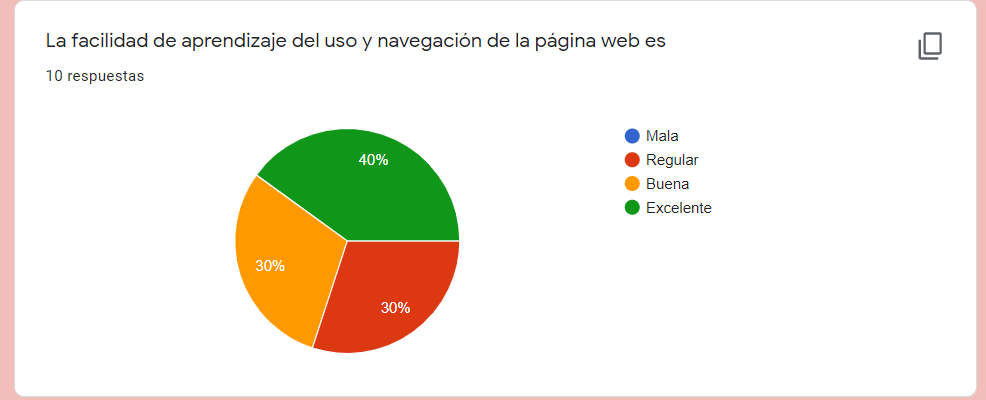 La facilidad de aprendizaje del uso y navegación de la página web es
10 respuestas
40%
30%
30%
Mala
Regular
Buena
Excelente